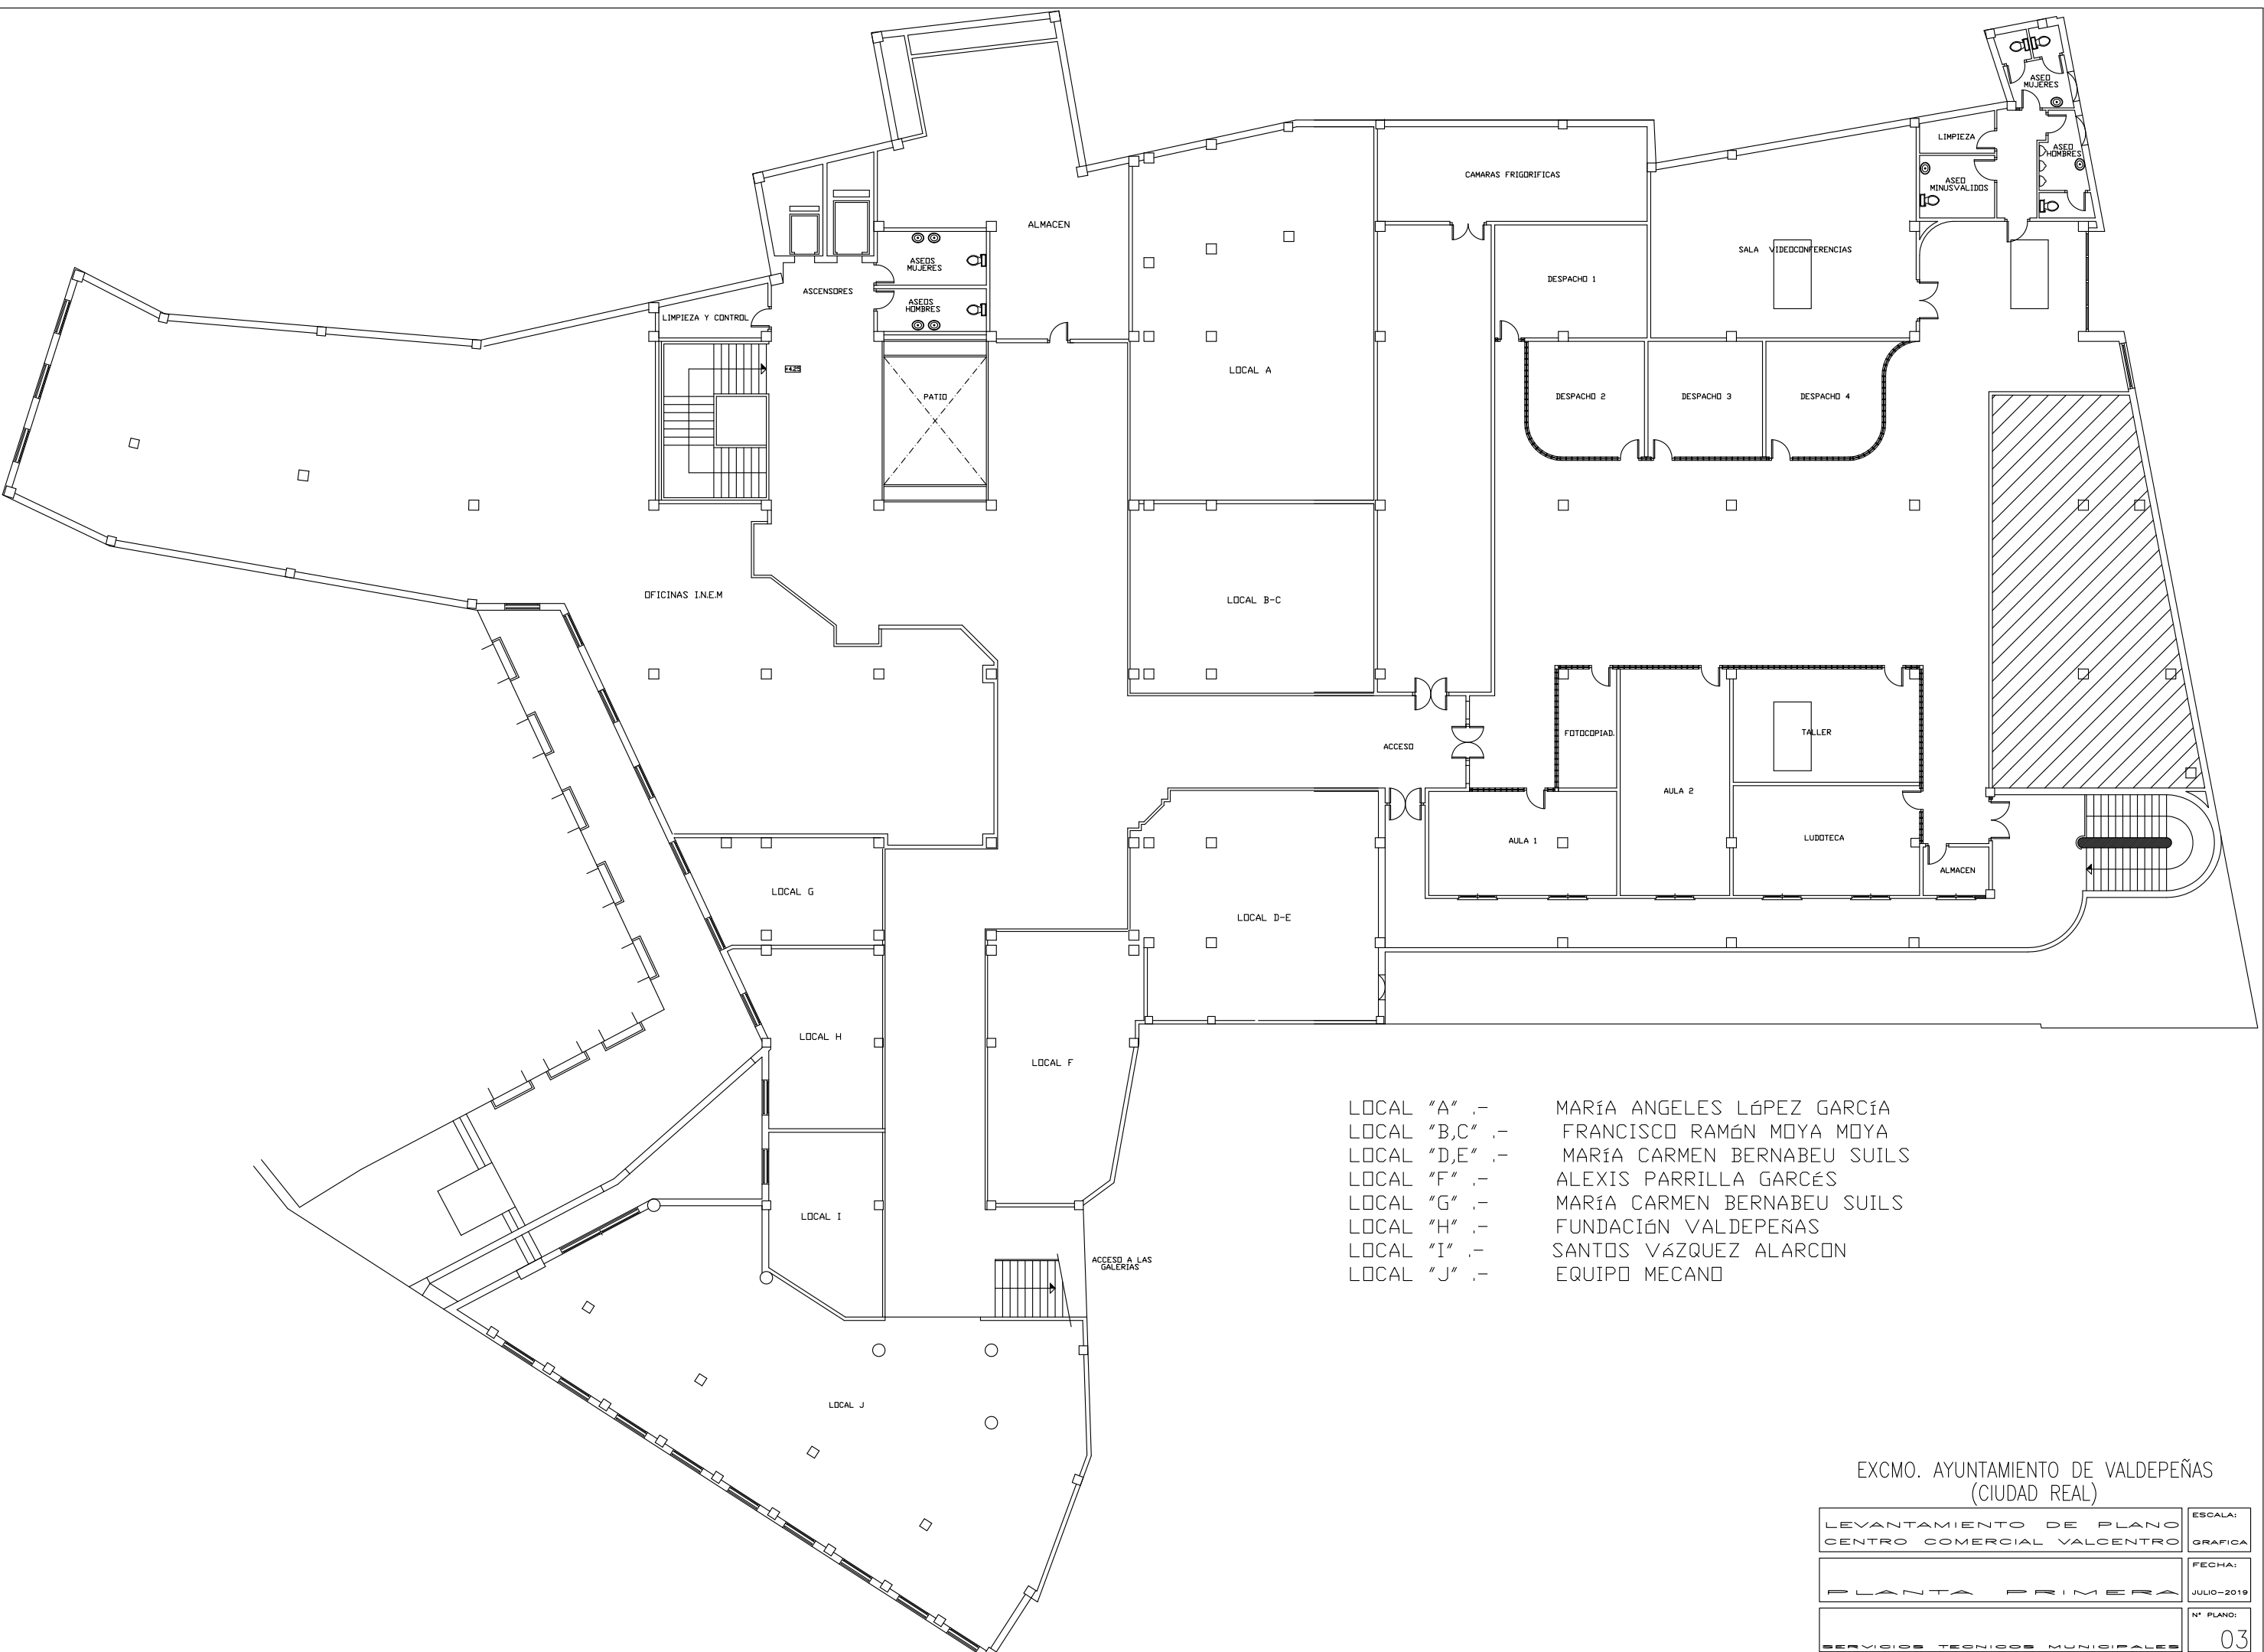 ASEO
MUJERES
LIMPIEZA
ASEO
HOMBRES
CAMARAS FRIGORIFICAS
ASEO
MINUSVALIDOS
ALMACEN
SALA VIDEOCONFERENCIAS
ASEOS
MUJERES
DESPACHO 1
ASCENSORES
ASEOS
HOMBRES
LIMPIEZA Y CONTROL
+4.25
LOCAL A
PATIO
DESPACHO 2
DESPACHO 3
DESPACHO 4
OFICINAS I.N.E.M
LOCAL B-C
FOTOCOPIAD.
TALLER
ACCESO
AULA 2
AULA 1
LUDOTECA
ALMACEN
LOCAL G
LOCAL D-E
LOCAL H
LOCAL F
LOCAL I
ACCESO A LAS
GALERIAS
LOCAL J
LOCAL "A" .- MARíA ANGELES LóPEZ GARCíA
LOCAL "B,C" .- FRANCISCO RAMóN MOYA MOYA
LOCAL "D,E" .- MARíA CARMEN BERNABEU SUILS
LOCAL "F" .- ALEXIS PARRILLA GARCéS
LOCAL "G" .- MARíA CARMEN BERNABEU SUILS
LOCAL "H" .- FUNDACIóN VALDEPEñAS
LOCAL "I" .- SANTOS VáZQUEZ ALARCON
LOCAL "J" .- EQUIPO MECANO
EXCMO. AYUNTAMIENTO DE VALDEPEÑAS
(CIUDAD REAL)
LEVANTAMIENTO DE PLANO
CENTRO COMERCIAL VALCENTRO
ESCALA:
GRAFICA
PLANTA PRIMERA
FECHA:
JULIO-2019
SERVICIOS TECNICOS MUNICIPALES
Nº PLANO:
03